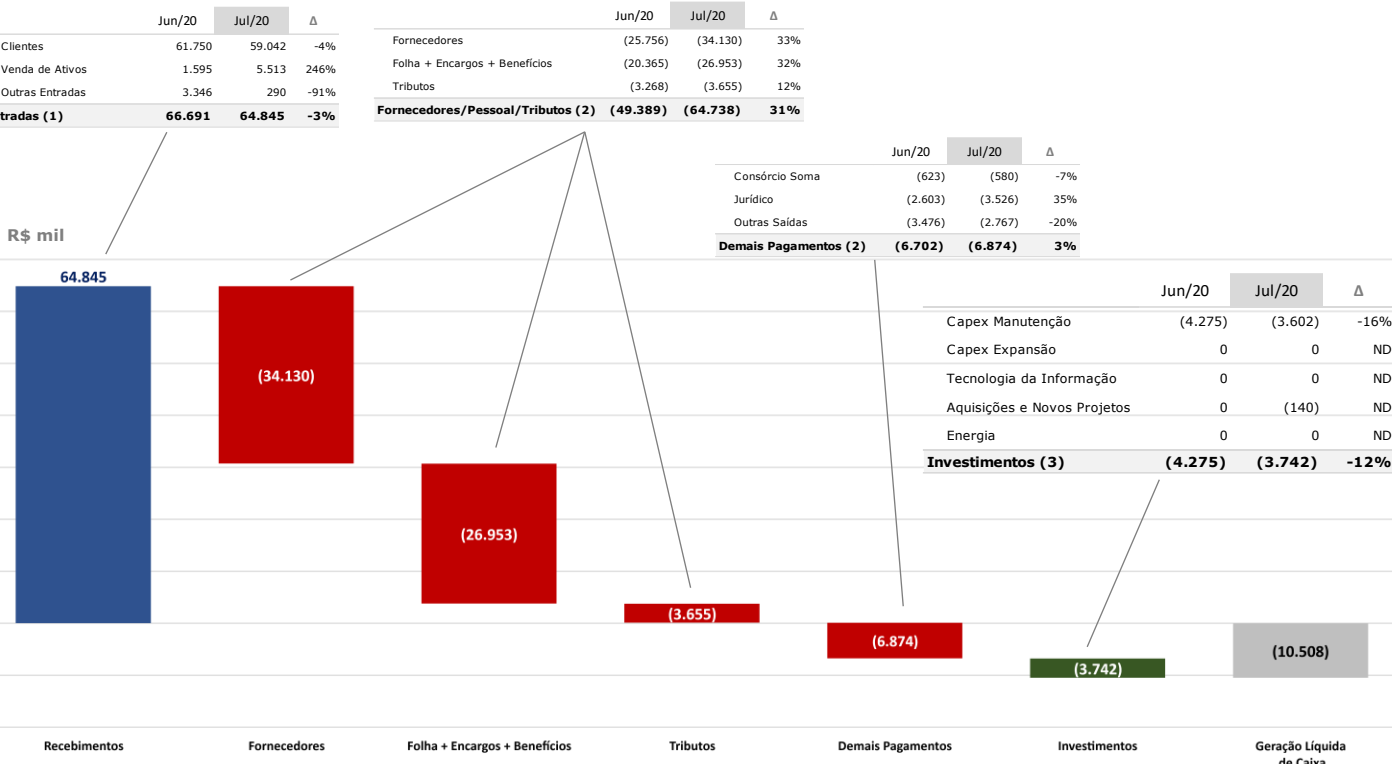 Jun/20 Jul/20 Δ
Clientes 61.750 59.042 -4%
Venda de Ativos 1.595 5.513 246%
Outras Entradas 3.346 290 -91%
tradas (1) 66.691 64.845 -3%
Jun/20 Jul/20 Δ
Fornecedores (25.756) (34.130) 33%
Folha + Encargos + Benefícios (20.365) (26.953) 32%
Tributos (3.268) (3.655) 12%
Fornecedores/Pessoal/Tributos (2) (49.389) (64.738) 31%
Jun/20 Jul/20 Δ
Consórcio Soma (623) (580) -7%
Jurídico (2.603) (3.526) 35%
Outras Saídas (3.476) (2.767) -20%
Demais Pagamentos (2) (6.702) (6.874) 3%
Jun/20 Jul/20 Δ
Capex Manutenção (4.275) (3.602) -16%
Capex Expansão 0 0 ND
Tecnologia da Informação 0 0 ND
Aquisições e Novos Projetos 0 (140) ND
Energia 0 0 ND
Investimentos (3) (4.275) (3.742) -12%
R$ mil
64.845
(34.130)
(26.953)
(3.655)
(6.874)
(3.742)
(10.508)
Recebimentos Fornecedores Folha + Encargos + Benefícios Tributos Demais Pagamentos Investimentos Geração Líquida
de Caixa